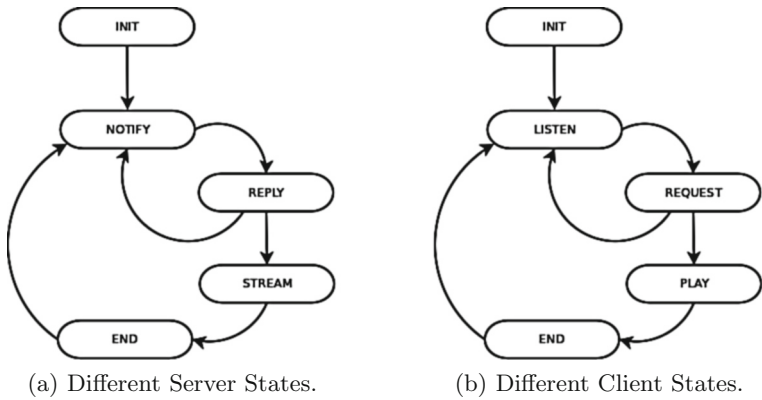 INIT
NOTIFY
REPLY
STREAM
END
(a) Different Server States.
INIT
LISTEN
REQUEST
PLAY
END
(b) Different Client States.